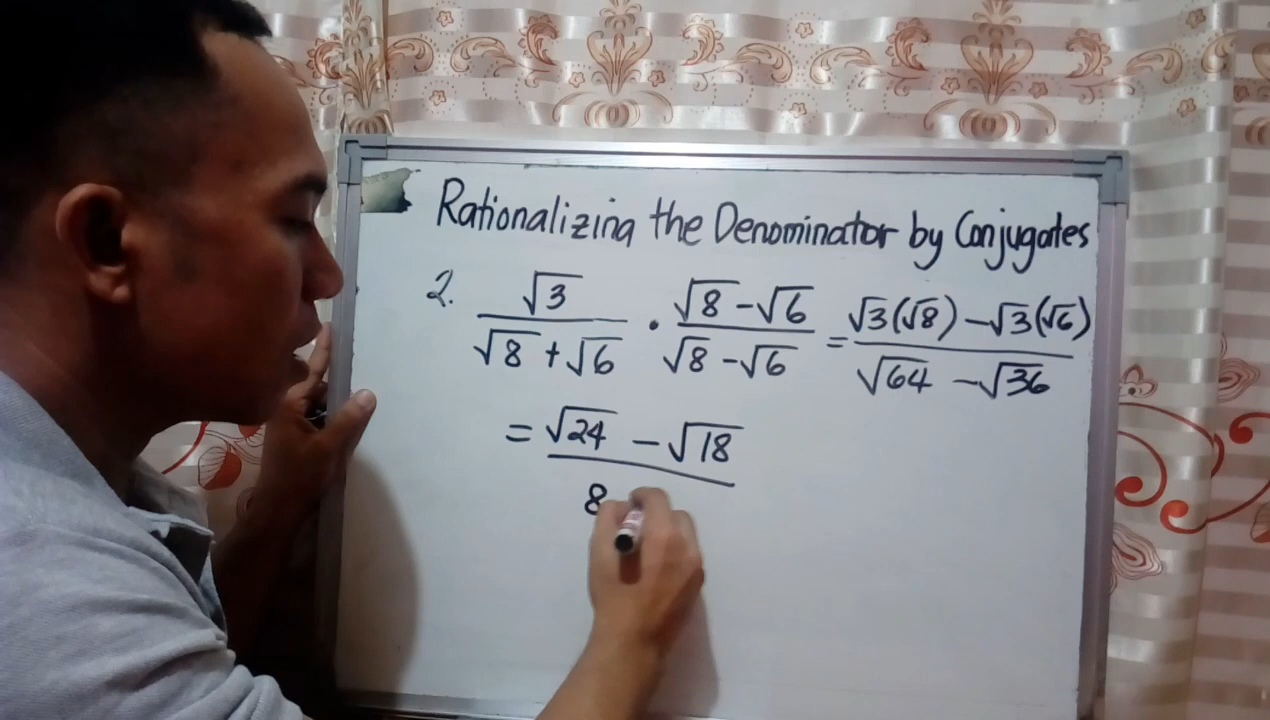 Rationalizing the Denominator by Conjugates
2. √3 / (√8 + √6) · (√8 - √6) / (√8 - √6) = (√3(√8) - √3(√6)) / (√64 - √36)
= (√24 - √18) / 8